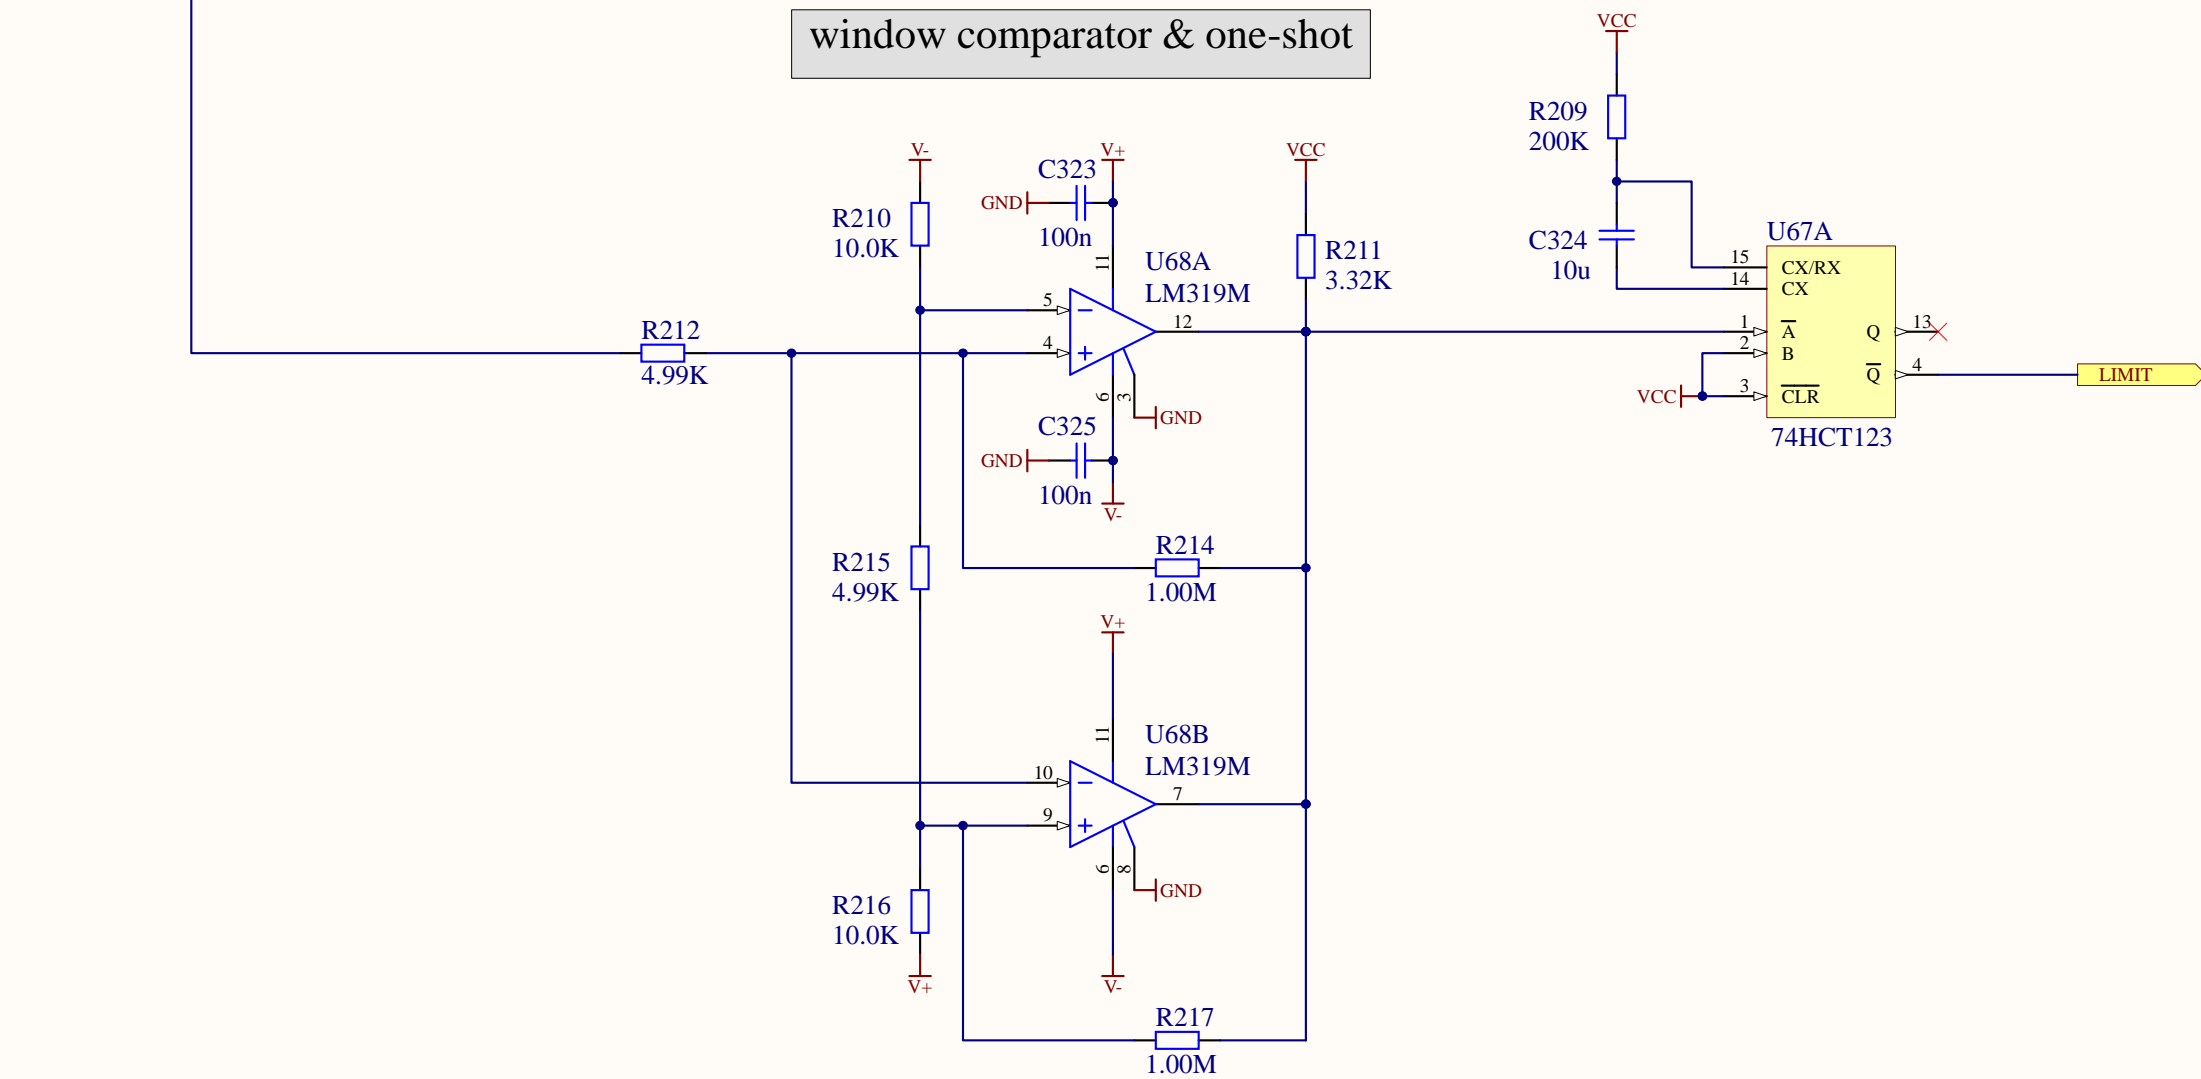 window comparator & one-shot
VCC
R209
200K
C324
10u
V-
R210
10.0K
C323
V+
GND
100n
11
U68A
LM319M
5
4
12
6
3
GND
VCC
R211
3.32K
R212
4.99K
C325
GND
100n
V-
U67A
15
CX/RX
14
CX
1
A
2
B
3
CLR
VCC
Q
13
Q
4
74HCT123
LIMIT
R215
4.99K
R214
1.00M
V+
11
U68B
LM319M
10
9
7
6
8
GND
V-
R216
10.0K
V+
R217
1.00M